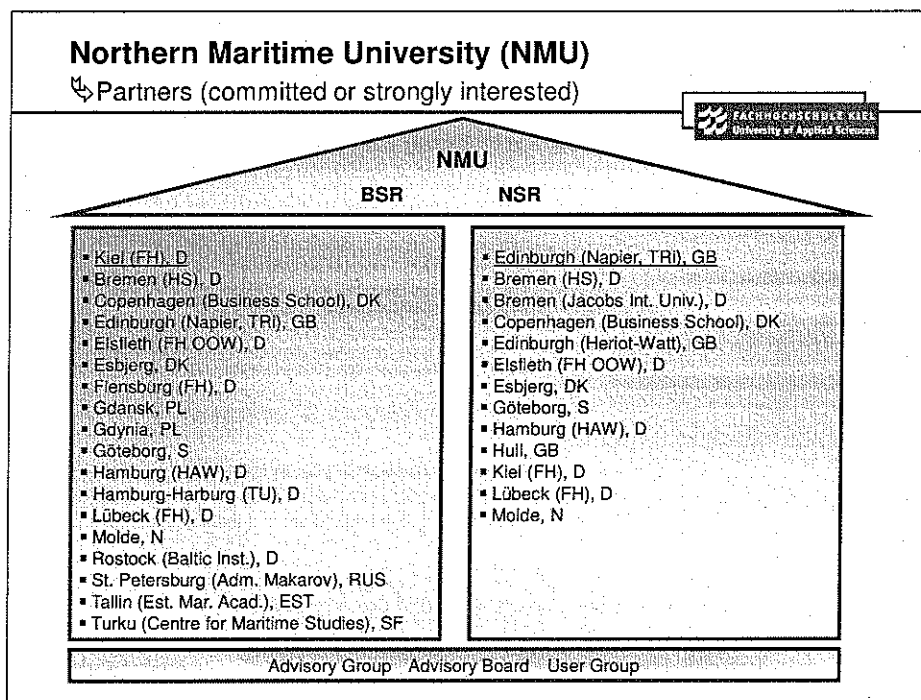 Northern Maritime University (NMU)
Partners (committed or strongly interested)
FACHHOCHSCHULE KIEL
University of Applied Sciences
NMU
BSR NSR
▪ Kiel (FH), D
▪ Bremen (HS), D
▪ Copenhagen (Business School), DK
▪ Edinburgh (Napier, TRi), GB
▪ Elsfleth (FH OOW), D
▪ Esbjerg, DK
▪ Flensburg (FH), D
▪ Gdansk, PL
▪ Gdynia, PL
▪ Göteborg, S
▪ Hamburg (HAW), D
▪ Hamburg-Harburg (TU), D
▪ Lübeck (FH), D
▪ Molde, N
▪ Rostock (Baltic Inst.), D
▪ St. Petersburg (Adm. Makarov), RUS
▪ Tallin (Est. Mar. Acad.), EST
▪ Turku (Centre for Maritime Studies), SF
▪ Edinburgh (Napier, TRi), GB
▪ Bremen (HS), D
▪ Bremen (Jacobs Int. Univ.), D
▪ Copenhagen (Business School), DK
▪ Edinburgh (Heriot-Watt), GB
▪ Elsfleth (FH OOW), D
▪ Esbjerg, DK
▪ Göteborg, S
▪ Hamburg (HAW), D
▪ Hull, GB
▪ Kiel (FH), D
▪ Lübeck (FH), D
▪ Molde, N
Advisory Group Advisory Board User Group